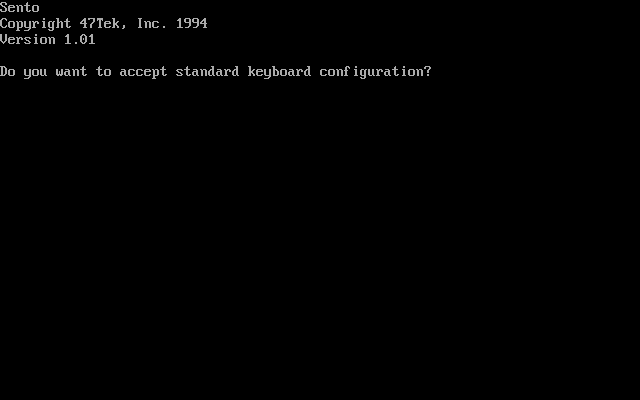 Sento
Copyright 47Tek, Inc. 1994
Version 1.01
Do you want to accept standard keyboard configuration?